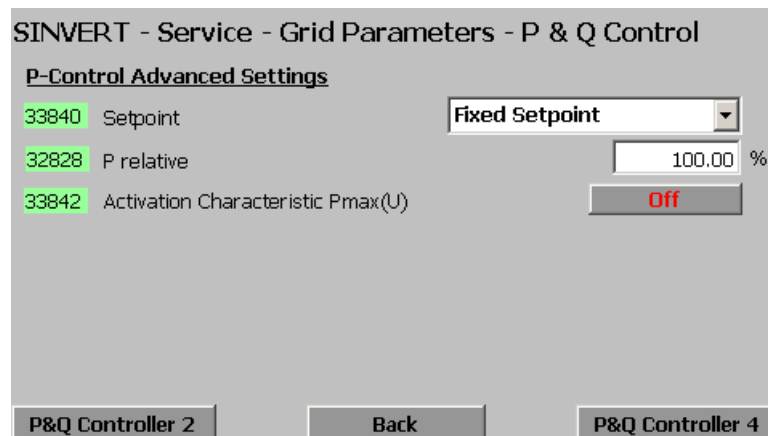 SINVERT - Service - Grid Parameters - P & Q Control
P-Control Advanced Settings
33840 Setpoint Fixed Setpoint
32828 P relative 100.00 %
33842 Activation Characteristic Pmax(U) Off
P&Q Controller 2 Back P&Q Controller 4